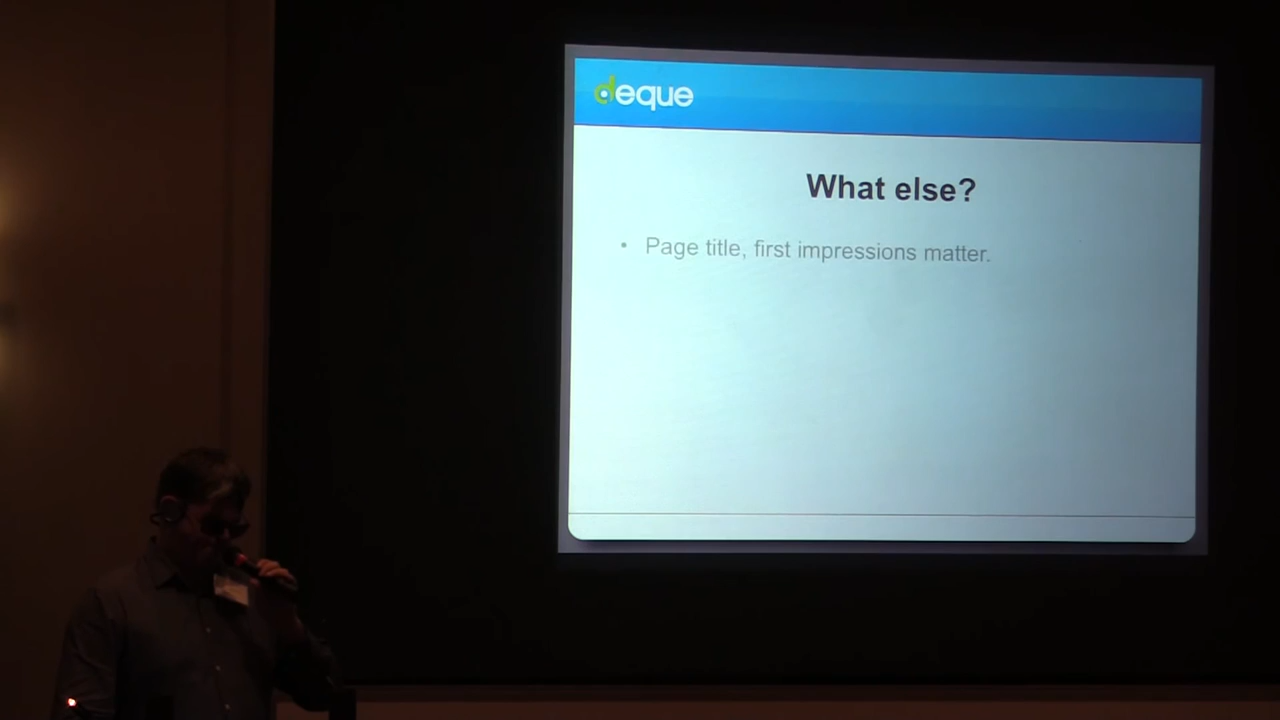 deque
What else?
• Page title, first impressions matter.